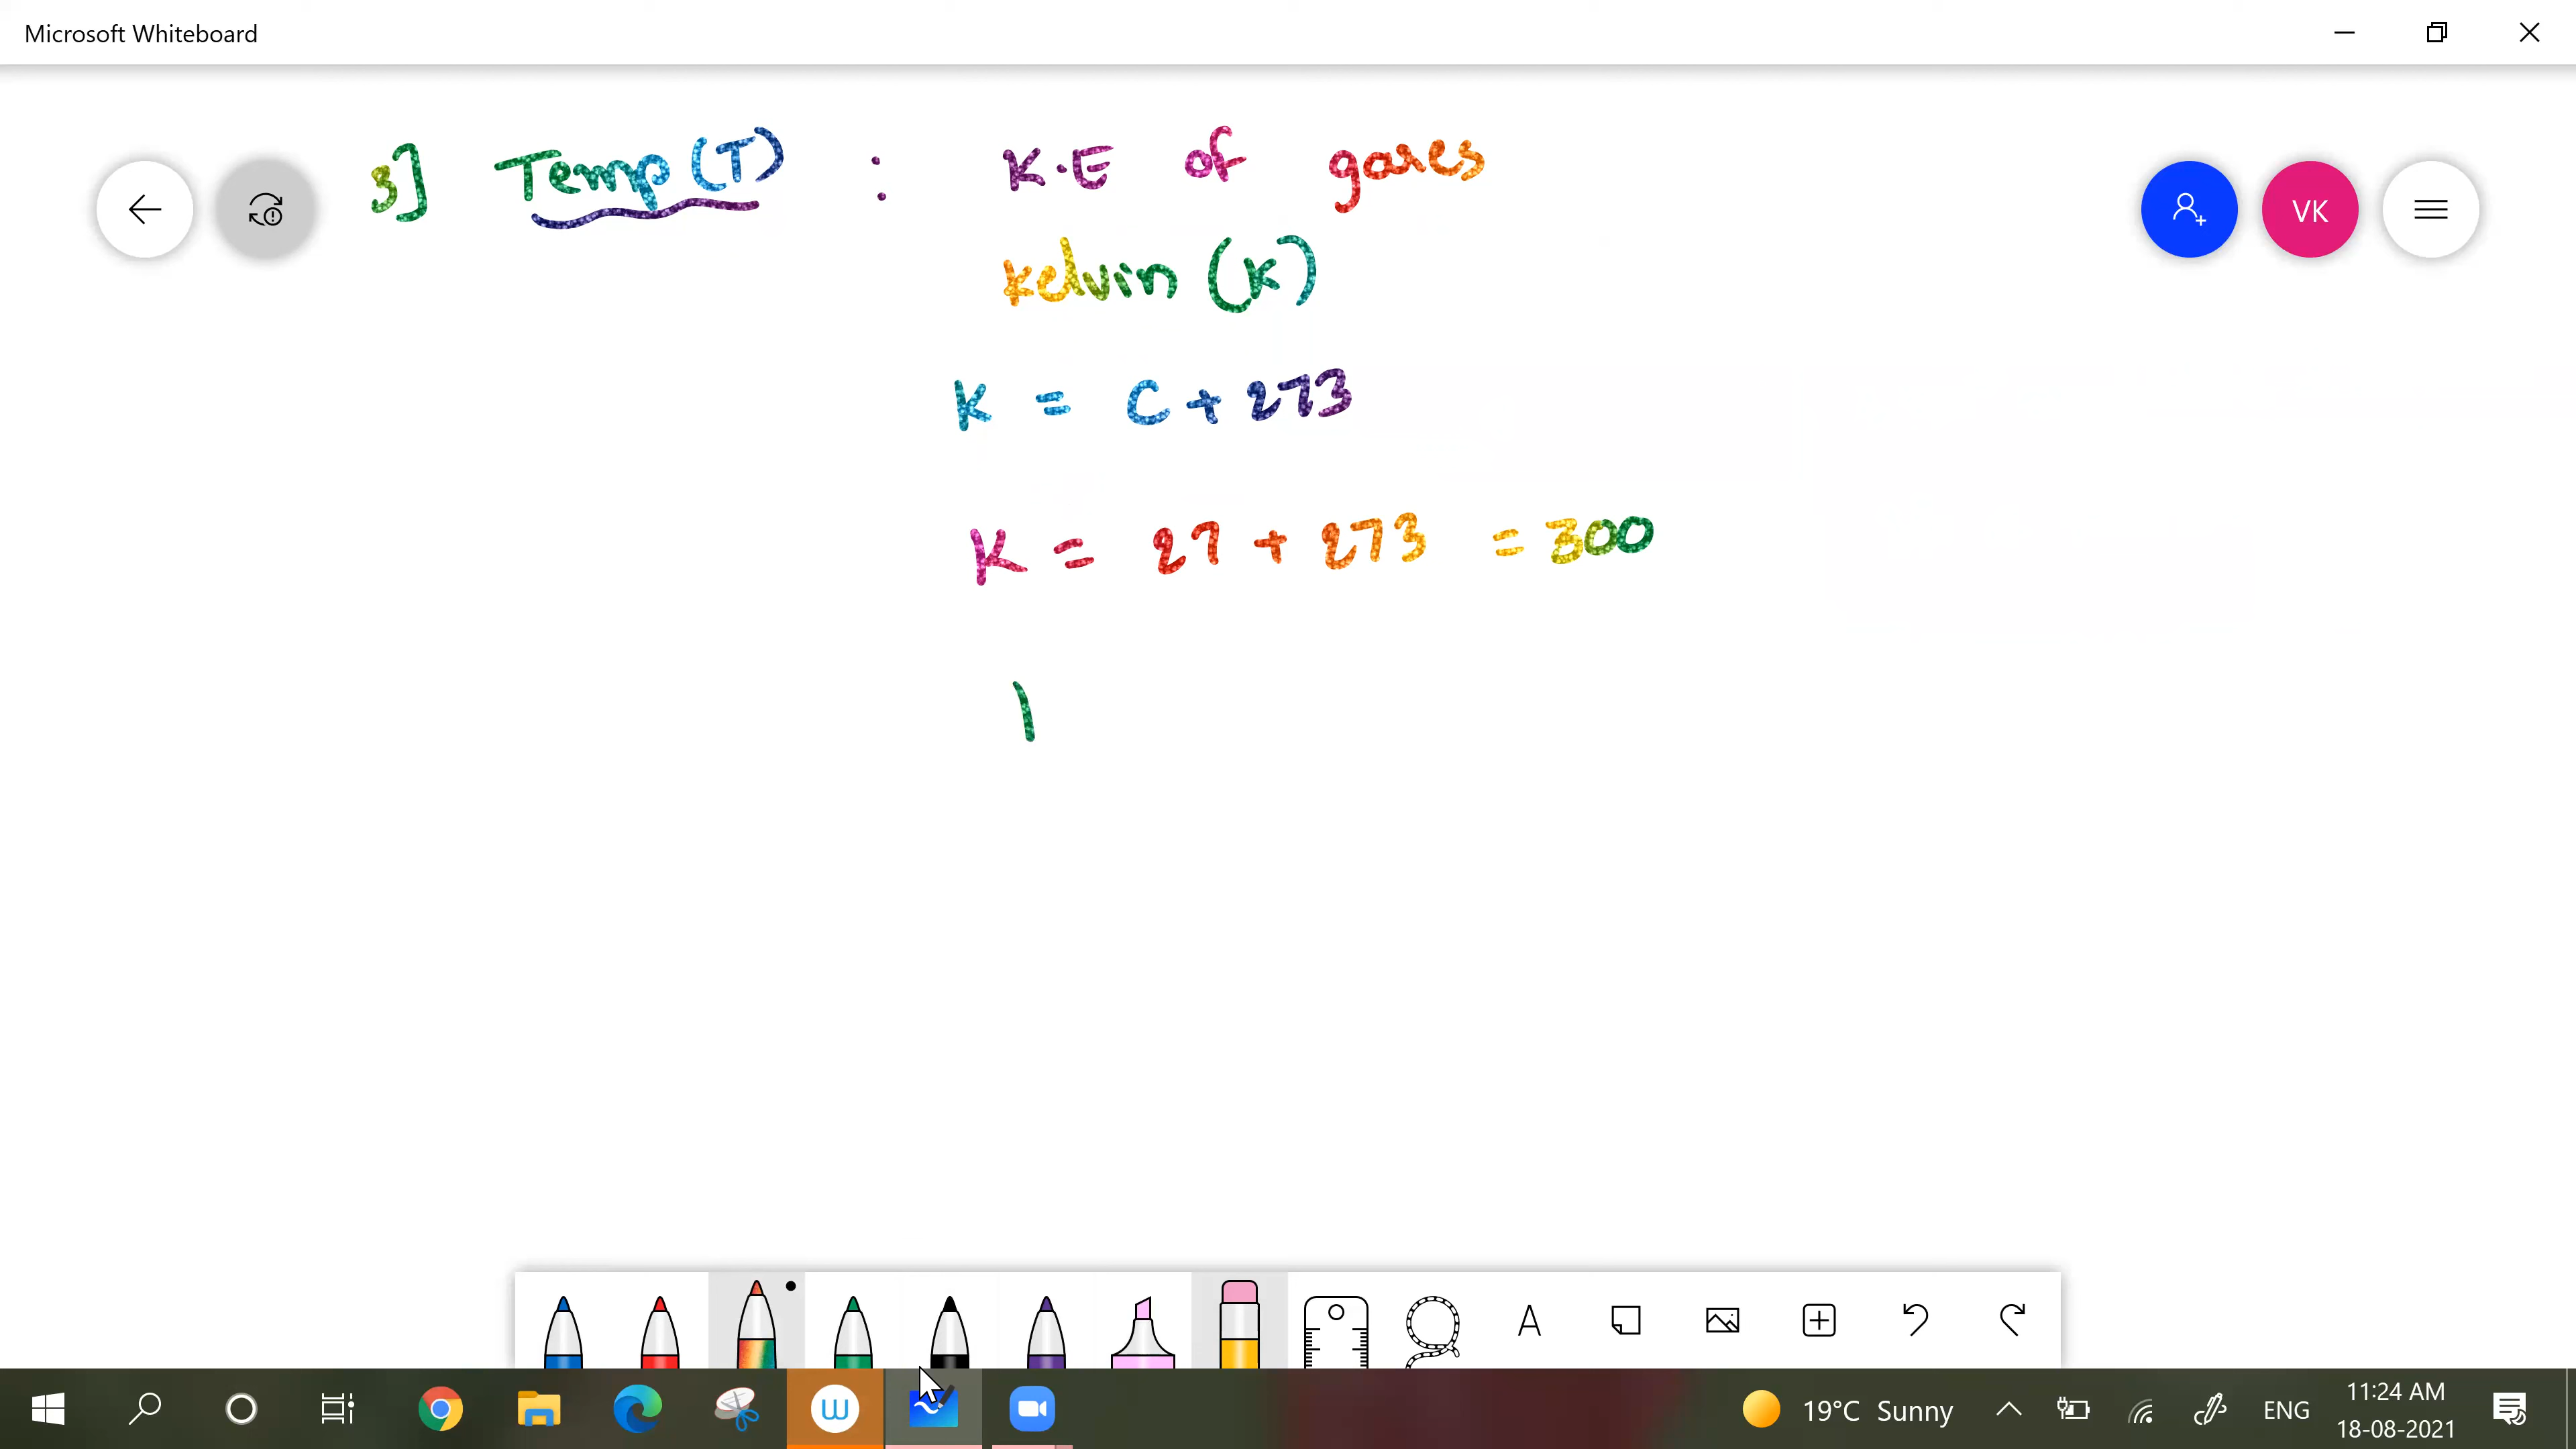 Microsoft Whiteboard
3] Temp (T) : K.E of gases
VK
kelvin (K)
K = C + 273
K = 27 + 273 = 300
A
19°C Sunny
ENG
11:24 AM
18-08-2021